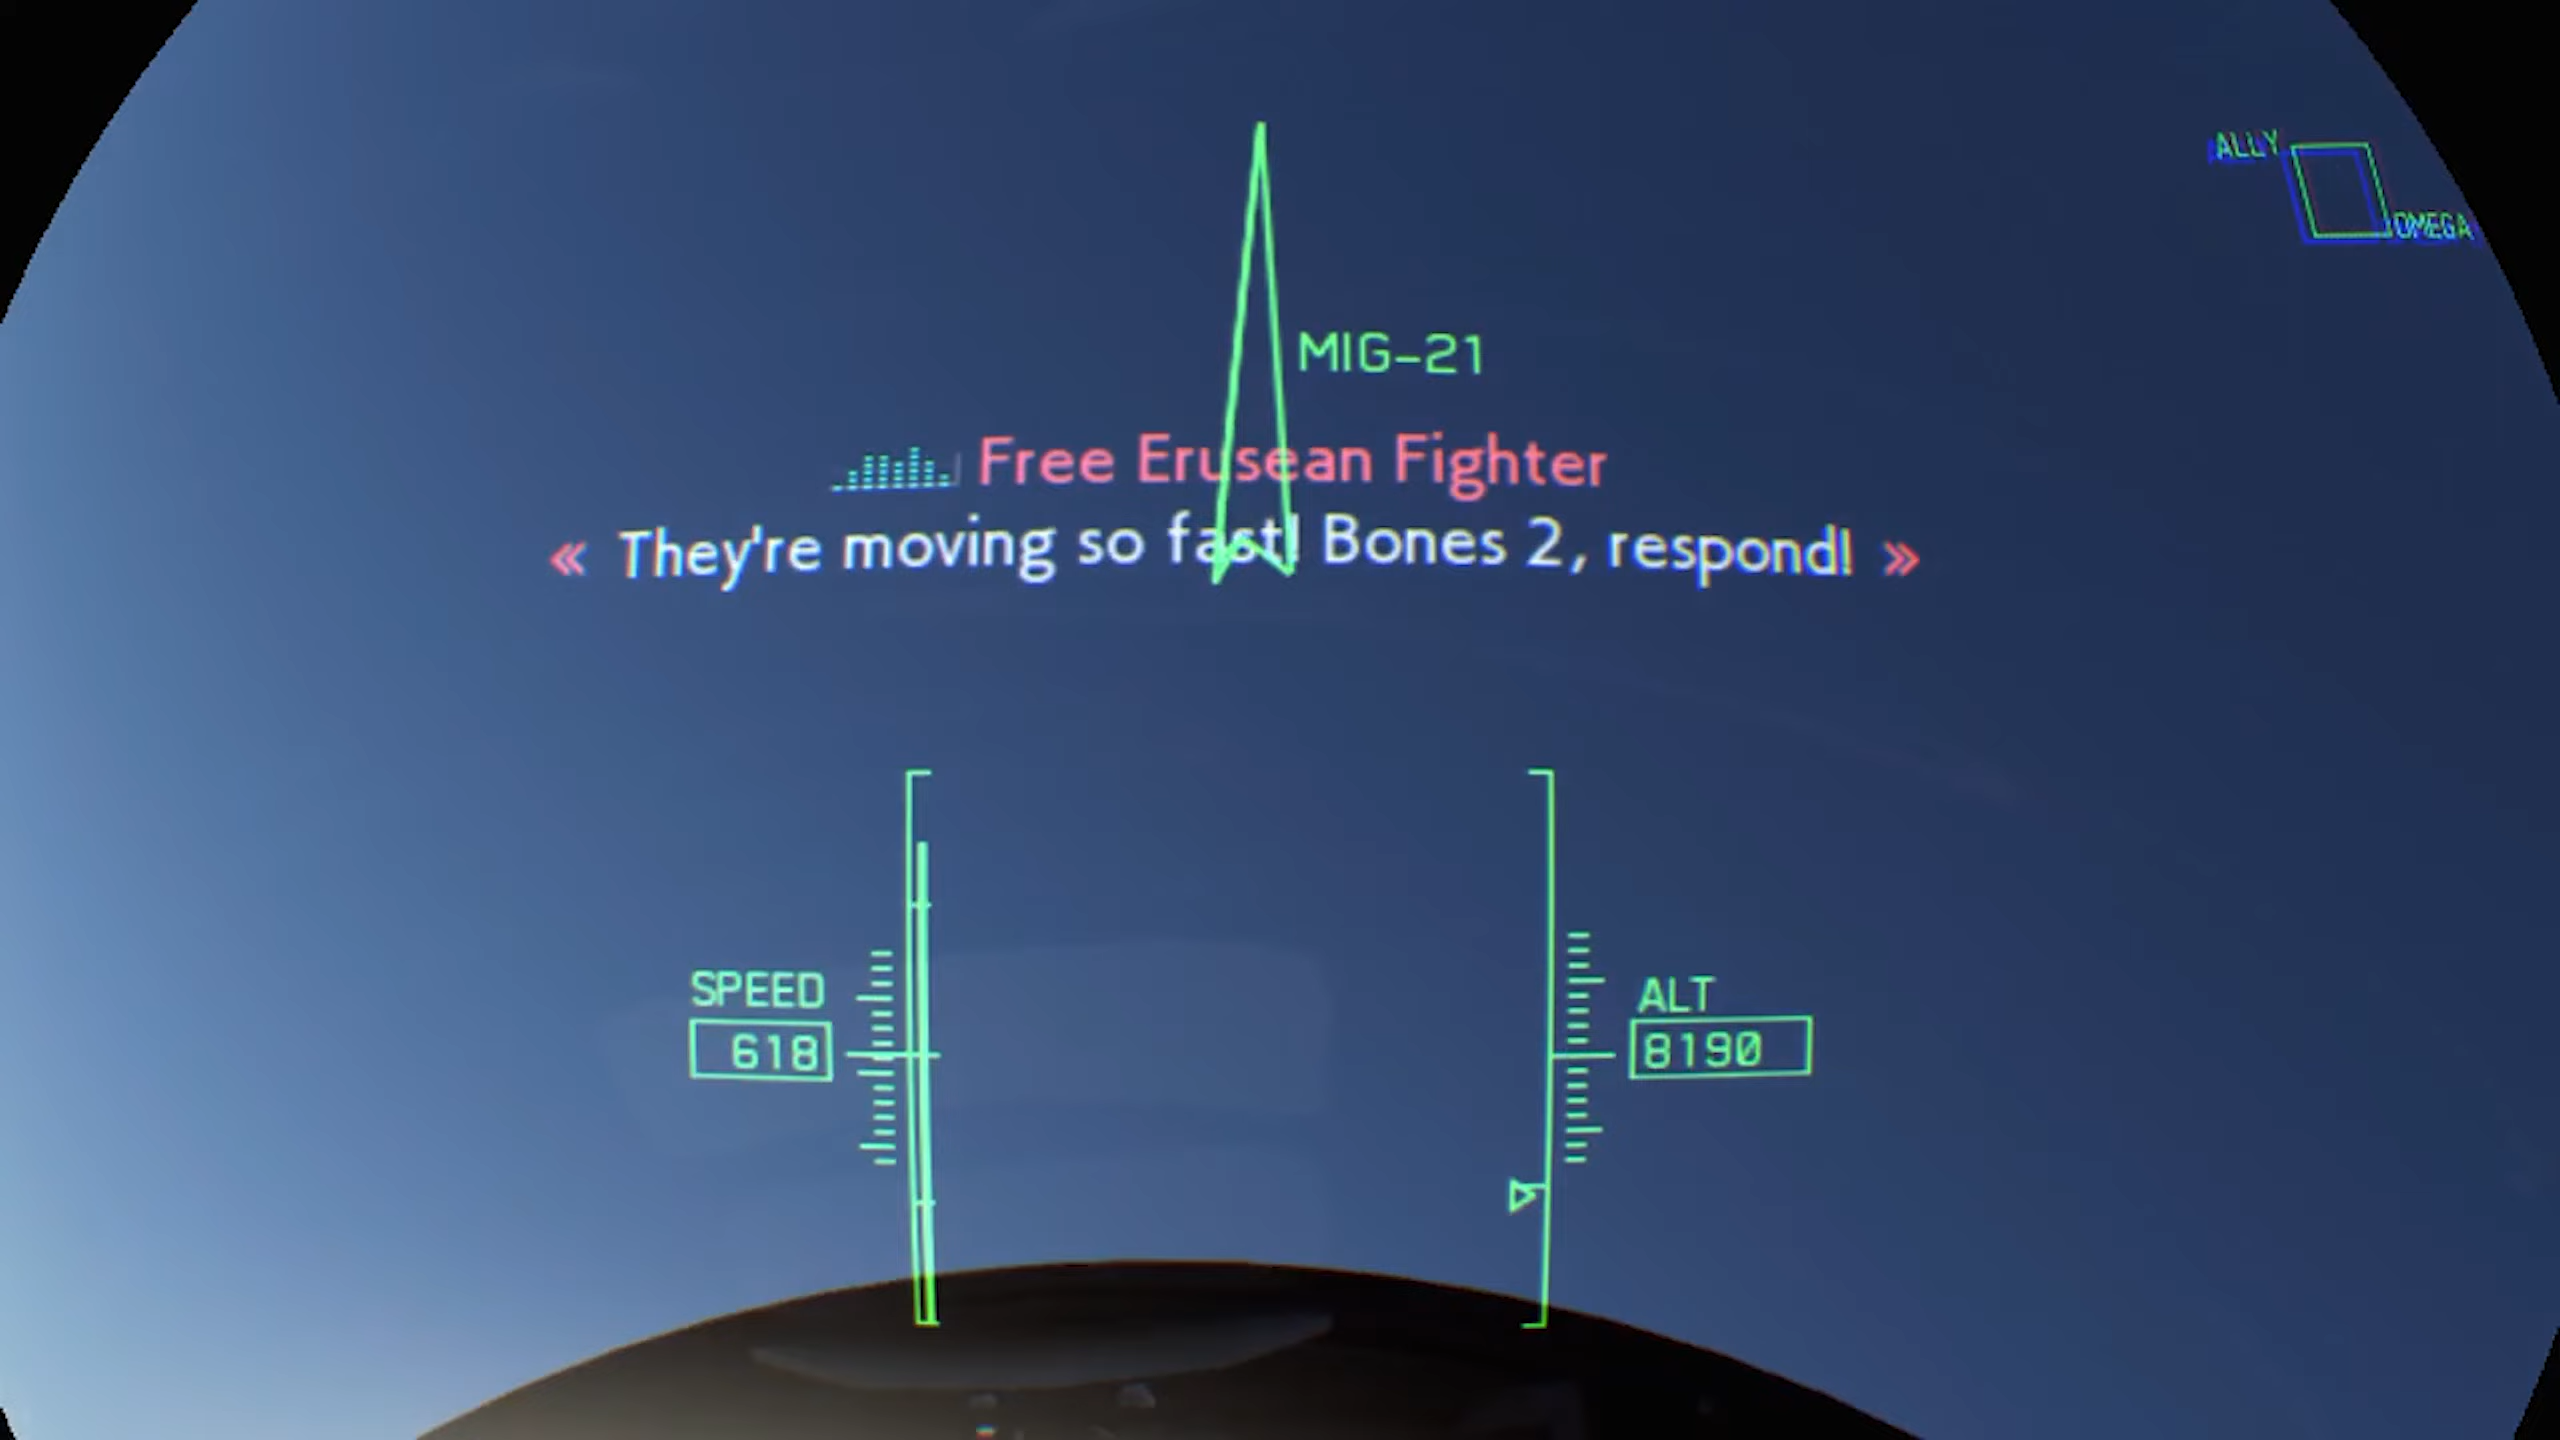 ALLY
OMEGA
MIG-21
Free Erusean Fighter
« They're moving so fast! Bones 2, respond! »
SPEED
618
ALT
8190